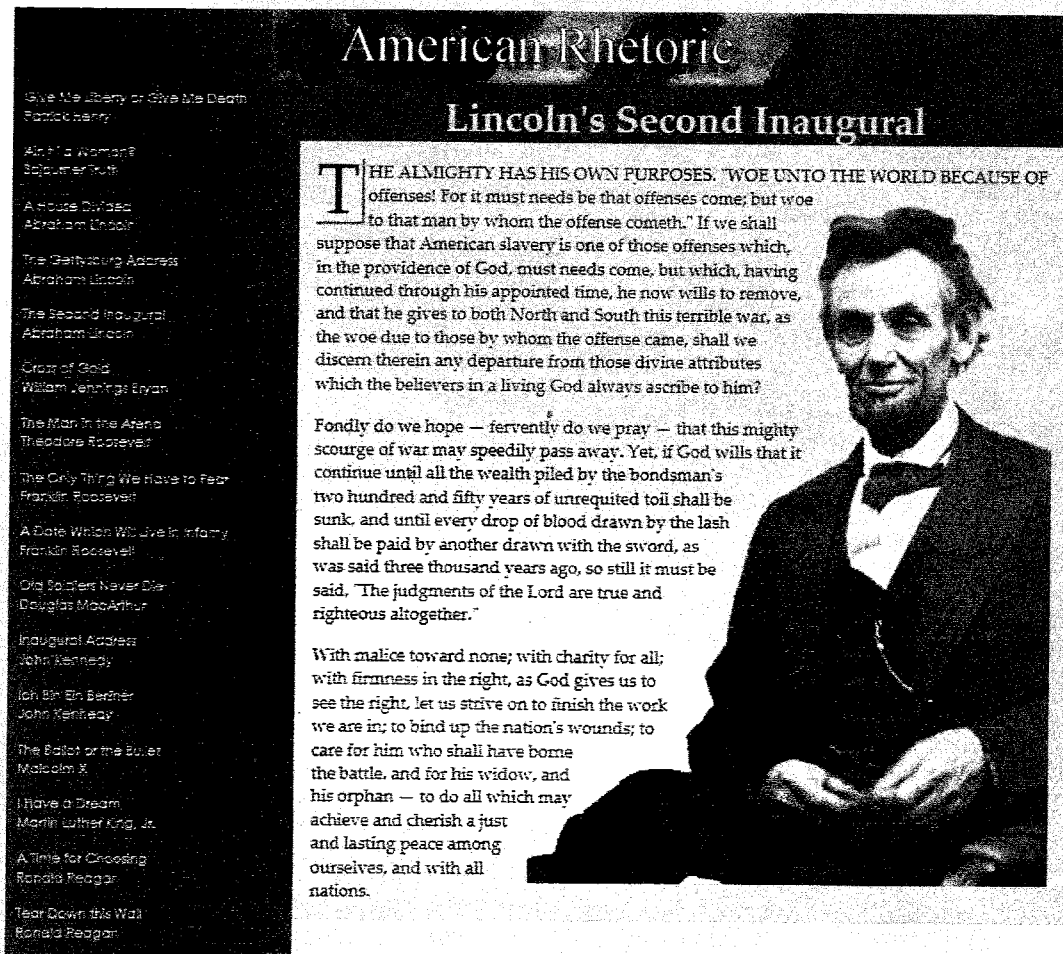 American Rhetoric
Give Me Liberty or Give Me Death
Patrick Henry
Ain't I a Woman?
Sojourner Truth
A House Divided
Abraham Lincoln
The Gettysburg Address
Abraham Lincoln
The Second Inaugural
Abraham Lincoln
Cross of Gold
William Jennings Bryan
The Man in the Arena
Theodore Roosevelt
The Only Thing We Have to Fear
Franklin Roosevelt
A Date Which Will Live in Infamy
Franklin Roosevelt
Old Soldiers Never Die
Douglas MacArthur
Inaugural Address
John Kennedy
Ich Bin Ein Berliner
John Kennedy
The Ballot or the Bullet
Malcolm X
I Have a Dream
Martin Luther King, Jr.
A Time for Choosing
Ronald Reagan
Tear Down this Wall
Ronald Reagan
Lincoln's Second Inaugural
THE ALMIGHTY HAS HIS OWN PURPOSES. "WOE UNTO THE WORLD BECAUSE OF
offenses! For it must needs be that offenses come; but woe
to that man by whom the offense cometh." If we shall
suppose that American slavery is one of those offenses which,
in the providence of God, must needs come, but which, having
continued through his appointed time, he now wills to remove,
and that he gives to both North and South this terrible war, as
the woe due to those by whom the offense came, shall we
discern therein any departure from those divine attributes
which the believers in a living God always ascribe to him?
Fondly do we hope — fervently do we pray — that this mighty
scourge of war may speedily pass away. Yet, if God wills that it
continue until all the wealth piled by the bondsman's
two hundred and fifty years of unrequited toil shall be
sunk, and until every drop of blood drawn by the lash
shall be paid by another drawn with the sword, as
was said three thousand years ago, so still it must be
said, "The judgments of the Lord are true and
righteous altogether."
With malice toward none; with charity for all;
with firmness in the right, as God gives us to
see the right, let us strive on to finish the work
we are in; to bind up the nation's wounds; to
care for him who shall have borne
the battle, and for his widow, and
his orphan — to do all which may
achieve and cherish a just
and lasting peace among
ourselves, and with all
nations.